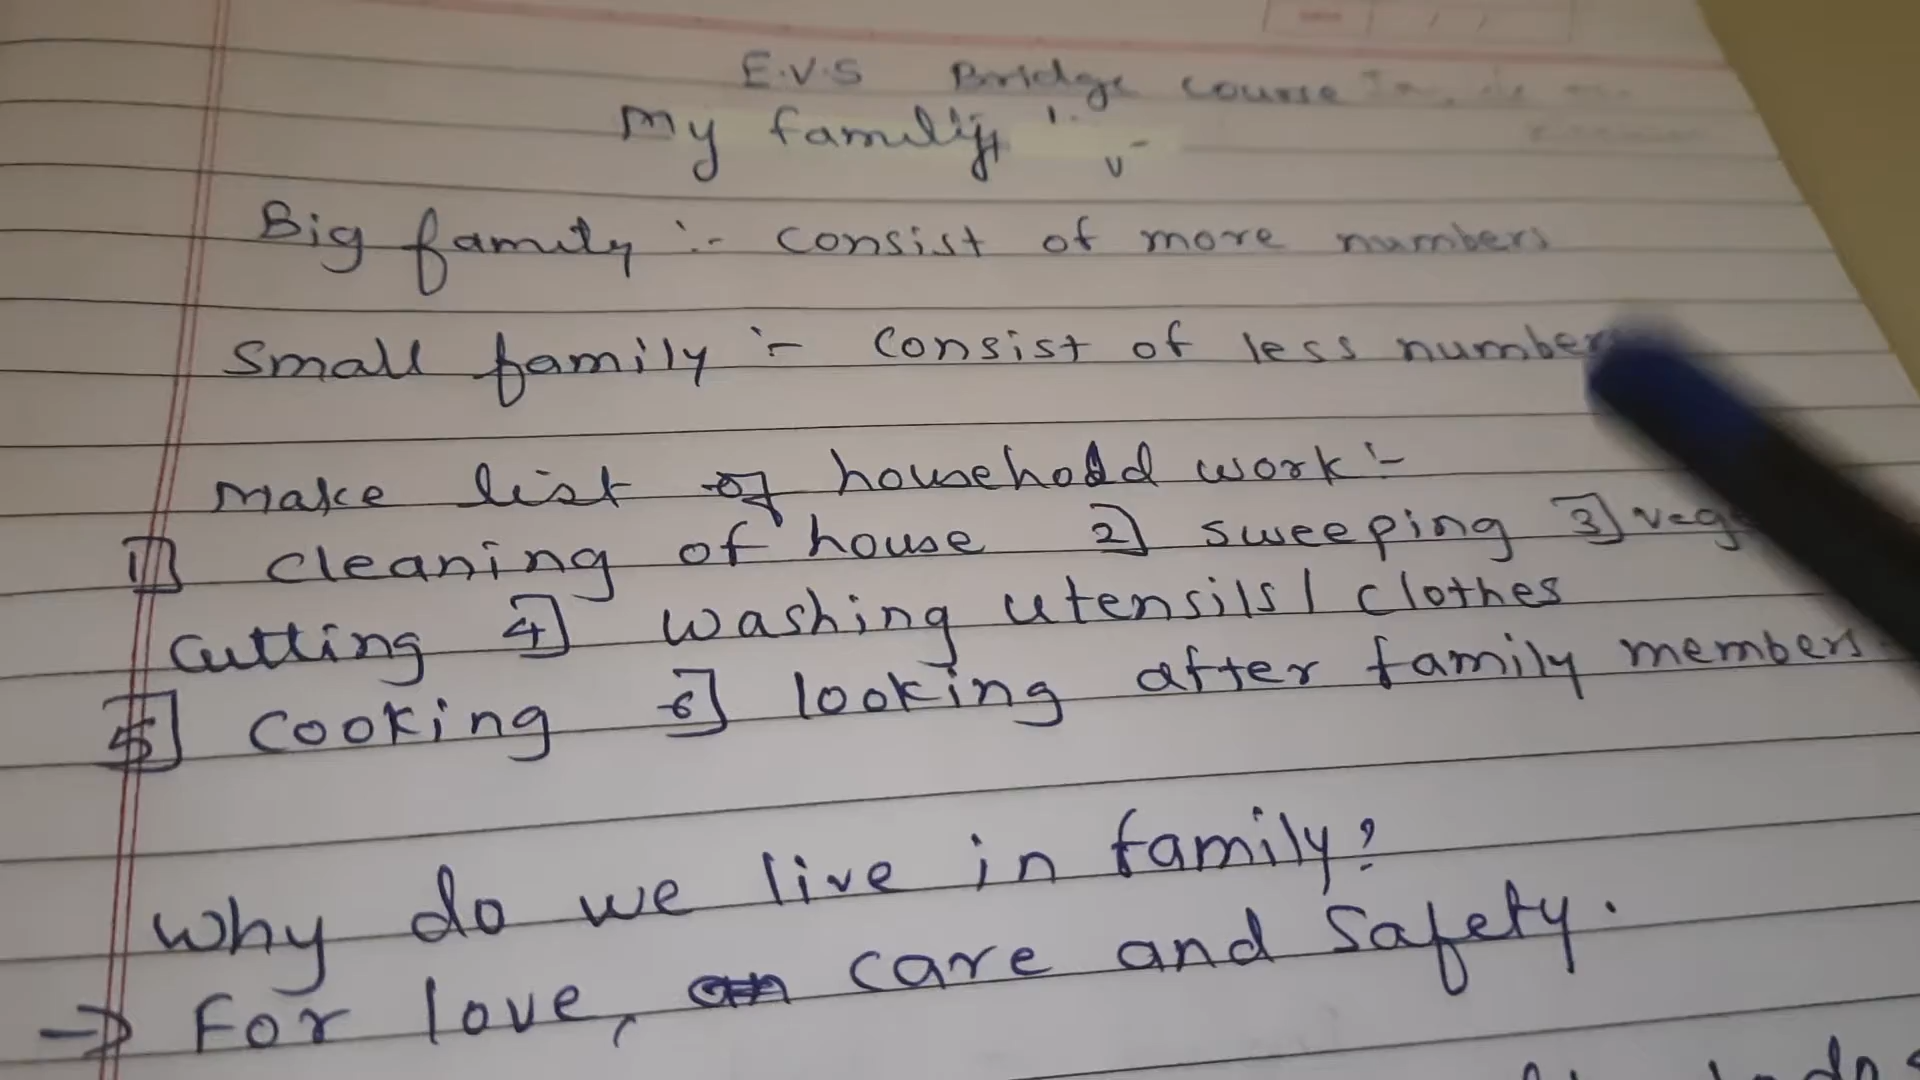 E.V.S Bridge course
My family :-
Big family :- consist of more numbers
Small family :- consist of less number
Make list of household work :-
1] cleaning of house 2] sweeping 3] veg
cutting 4] washing utensils / clothes
5] cooking 6] looking after family members.
Why do we live in family?
→ For love, care and safety.